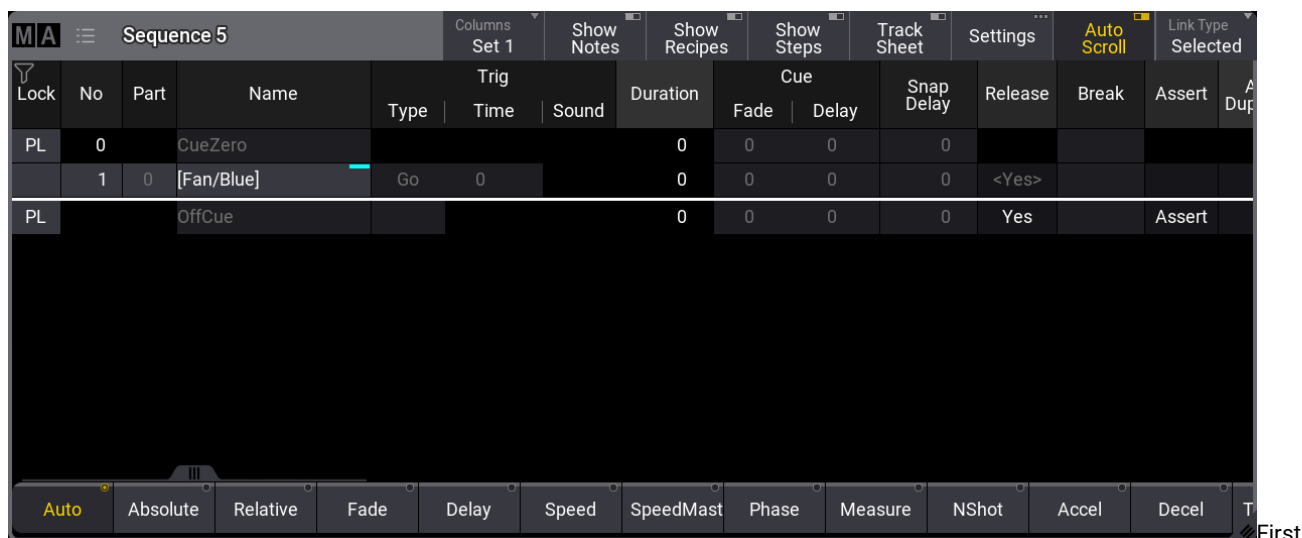 MA Sequence 5 Columns Set 1 Show Notes Show Recipes Show Steps Track Sheet Settings Auto Scroll Link Type Selected
Lock No Part Name Trig Type Time Sound Duration Cue Fade Delay Snap Delay Release Break Assert A Dup
PL 0 CueZero 0 0 0 0
1 0 [Fan/Blue] Go 0 0 0 0 0 <Yes>
PL OffCue 0 0 0 0 Yes Assert
Auto Absolute Relative Fade Delay Speed SpeedMast Phase Measure NShot Accel Decel T
First